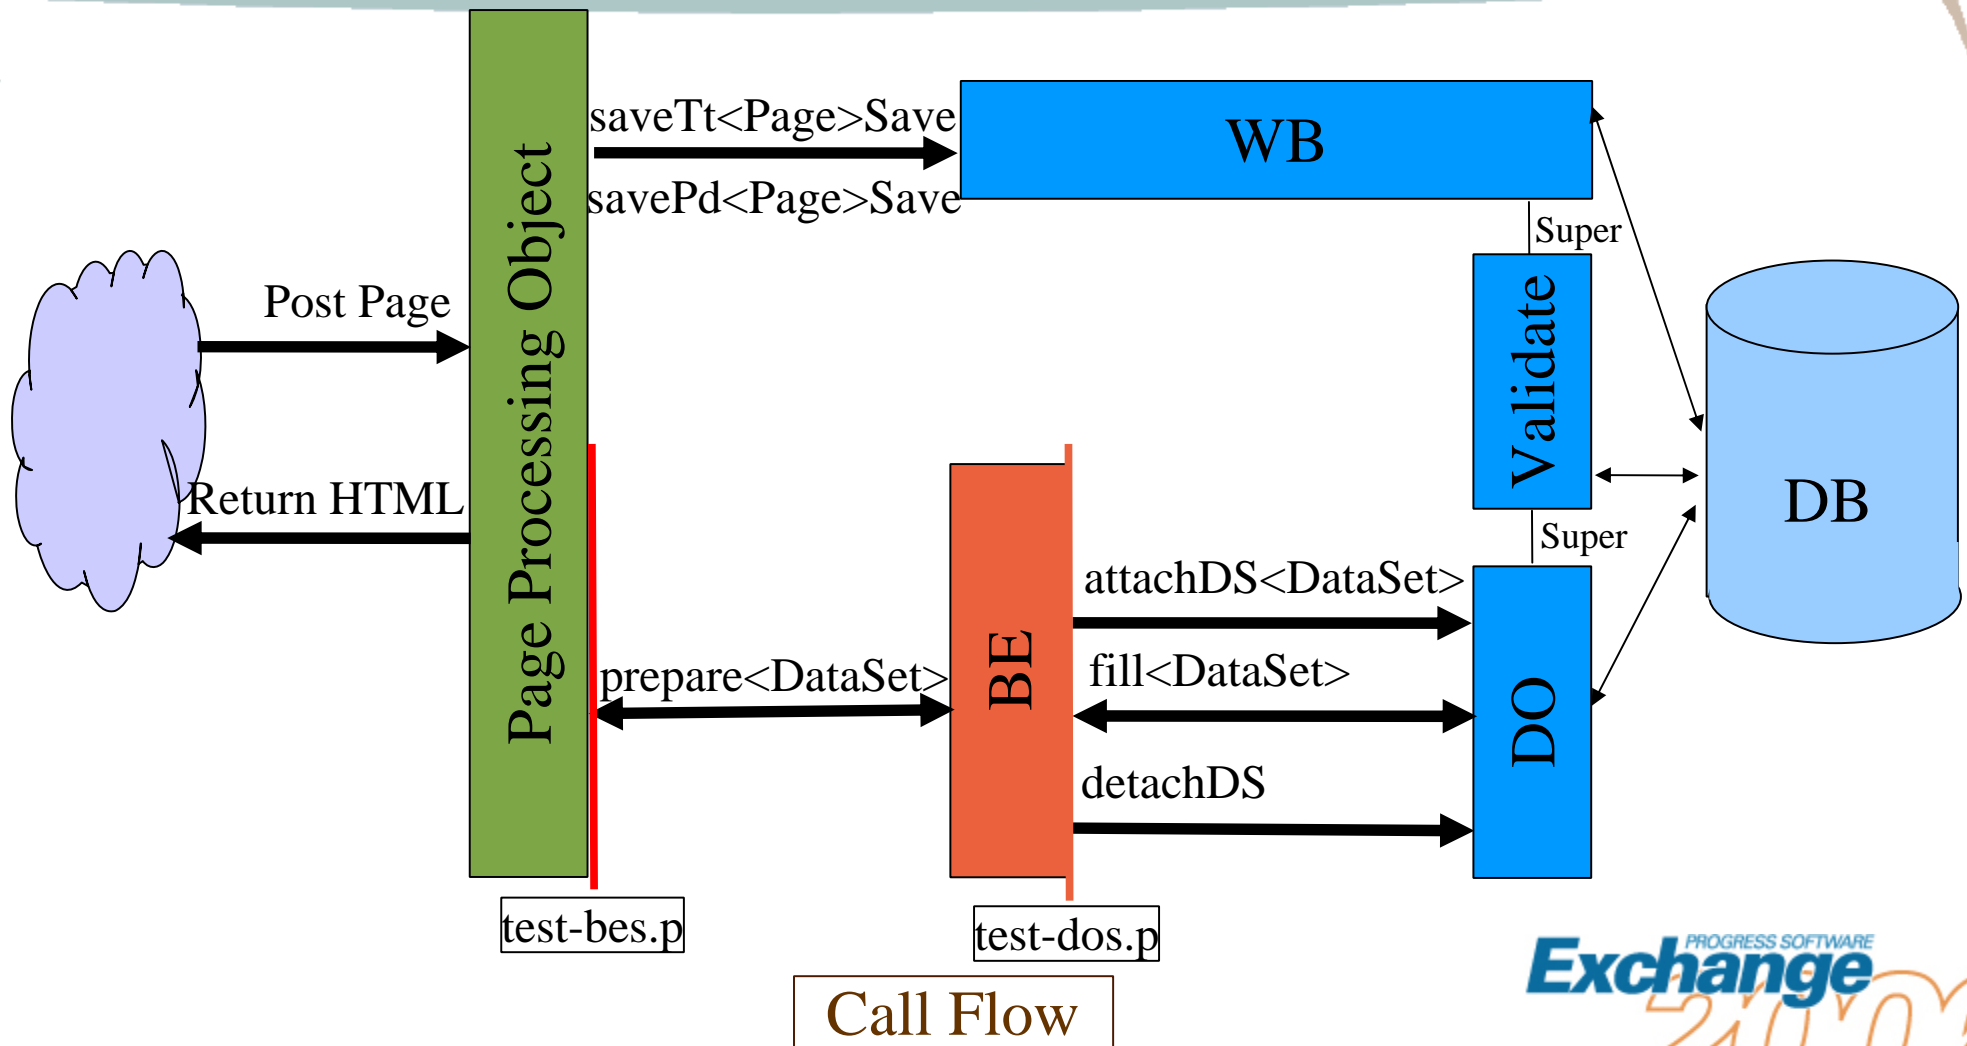 saveTt<Page>Save
WB
savePd<Page>Save
Super
Post Page
Page Processing Object
Validate
DB
Return HTML
Super
attachDS<DataSet>
prepare<DataSet>
BE
fill<DataSet>
DO
detachDS
test-bes.p
test-dos.p
Call Flow
PROGRESS SOFTWARE
Exchange